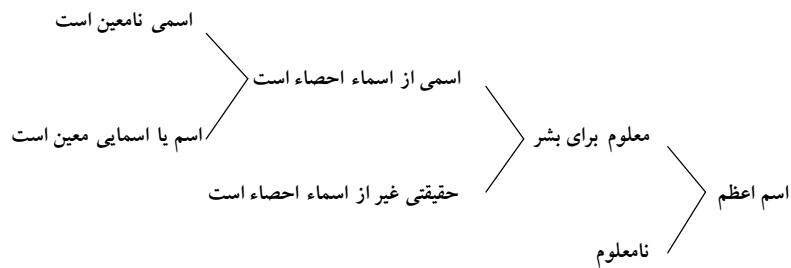 اسمی نامعین است
اسمی از اسماء احصاء است
اسم یا اسمایی معین است
معلوم برای بشر
حقیقتی غیر از اسماء احصاء است
اسم اعظم
نامعلوم